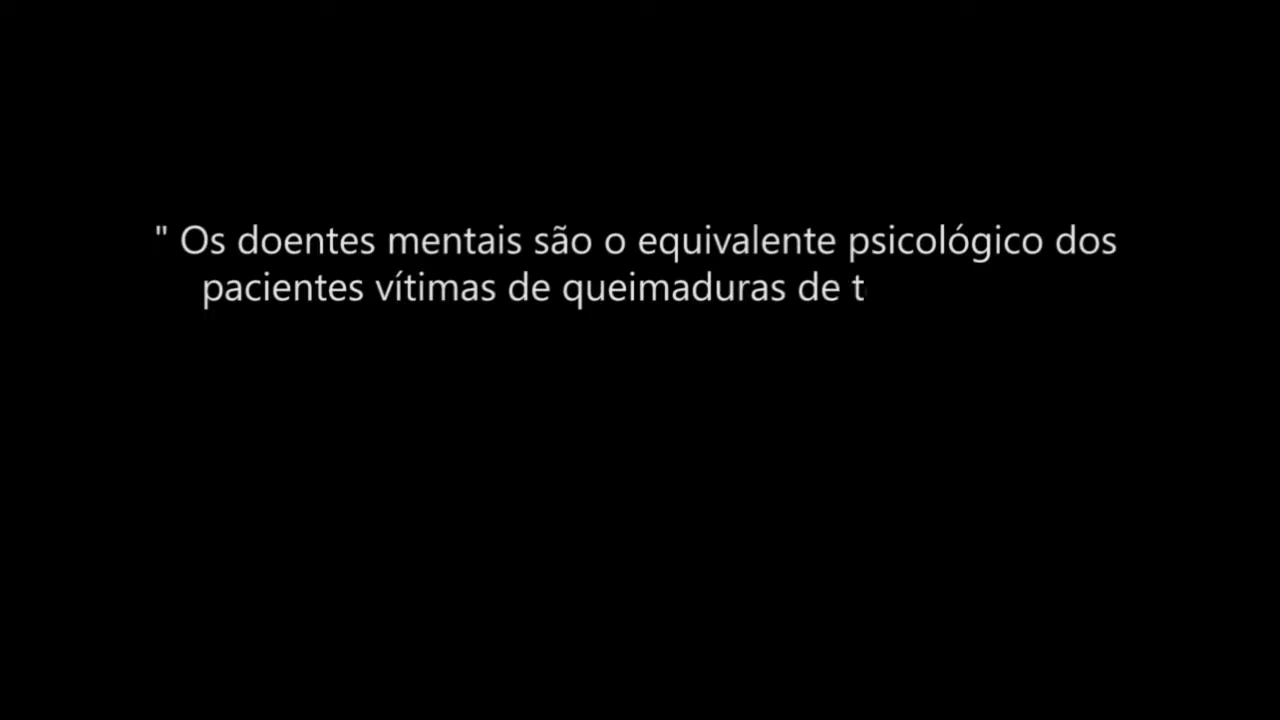 " Os doentes mentais são o equivalente psicológico dos
pacientes vítimas de queimaduras de t